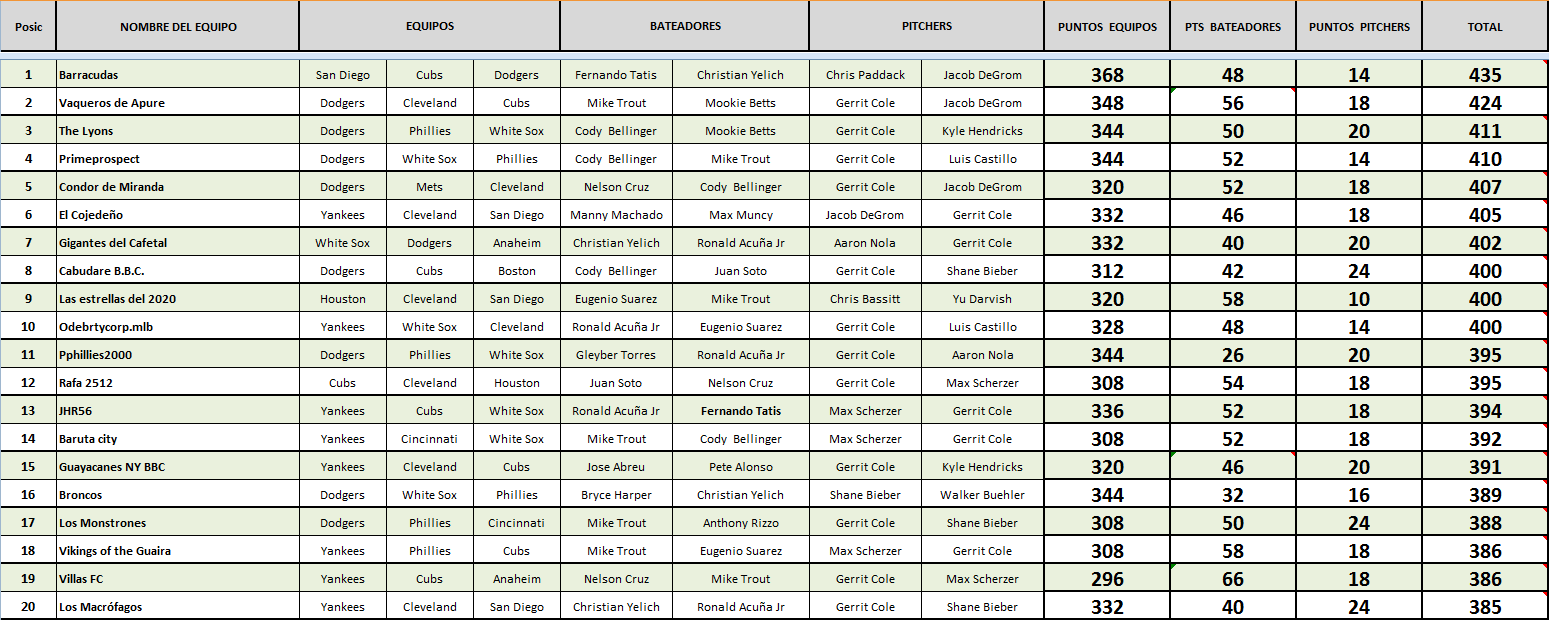 Posic NOMBRE DEL EQUIPO EQUIPOS BATEADORES PITCHERS PUNTOS EQUIPOS PTS BATEADORES PUNTOS PITCHERS TOTAL
1 Barracudas San Diego Cubs Dodgers Fernando Tatis Christian Yelich Chris Paddack Jacob DeGrom 368 48 14 435
2 Vaqueros de Apure Dodgers Cleveland Cubs Mike Trout Mookie Betts Gerrit Cole Jacob DeGrom 348 56 18 424
3 The Lyons Dodgers Phillies White Sox Cody Bellinger Mookie Betts Gerrit Cole Kyle Hendricks 344 50 20 411
4 Primeprospect Dodgers White Sox Phillies Cody Bellinger Mike Trout Gerrit Cole Luis Castillo 344 52 14 410
5 Condor de Miranda Dodgers Mets Cleveland Nelson Cruz Cody Bellinger Gerrit Cole Jacob DeGrom 320 52 18 407
6 El Cojedeño Yankees Cleveland San Diego Manny Machado Max Muncy Jacob DeGrom Gerrit Cole 332 46 18 405
7 Gigantes del Cafetal White Sox Dodgers Anaheim Christian Yelich Ronald Acuña Jr Aaron Nola Gerrit Cole 332 40 20 402
8 Cabudare B.B.C. Dodgers Cubs Boston Cody Bellinger Juan Soto Gerrit Cole Shane Bieber 312 42 24 400
9 Las estrellas del 2020 Houston Cleveland San Diego Eugenio Suarez Mike Trout Chris Bassitt Yu Darvish 320 58 10 400
10 Odebrtycorp.mlb Yankees White Sox Cleveland Ronald Acuña Jr Eugenio Suarez Gerrit Cole Luis Castillo 328 48 14 400
11 Pphillies2000 Dodgers Phillies White Sox Gleyber Torres Ronald Acuña Jr Gerrit Cole Aaron Nola 344 26 20 395
12 Rafa 2512 Cubs Cleveland Houston Juan Soto Nelson Cruz Gerrit Cole Max Scherzer 308 54 18 395
13 JHR56 Yankees Cubs White Sox Ronald Acuña Jr Fernando Tatis Max Scherzer Gerrit Cole 336 52 18 394
14 Baruta city Yankees Cincinnati White Sox Mike Trout Cody Bellinger Max Scherzer Gerrit Cole 308 52 18 392
15 Guayacanes NY BBC Yankees Cleveland Cubs Jose Abreu Pete Alonso Gerrit Cole Kyle Hendricks 320 46 20 391
16 Broncos Dodgers White Sox Phillies Bryce Harper Christian Yelich Shane Bieber Walker Buehler 344 32 16 389
17 Los Monstrones Dodgers Phillies Cincinnati Mike Trout Anthony Rizzo Gerrit Cole Shane Bieber 308 50 24 388
18 Vikings of the Guaira Yankees Phillies Cubs Mike Trout Eugenio Suarez Max Scherzer Gerrit Cole 308 58 18 386
19 Villas FC Yankees Cubs Anaheim Nelson Cruz Mike Trout Gerrit Cole Max Scherzer 296 66 18 386
20 Los Macrófagos Yankees Cleveland San Diego Christian Yelich Ronald Acuña Jr Gerrit Cole Shane Bieber 332 40 24 385